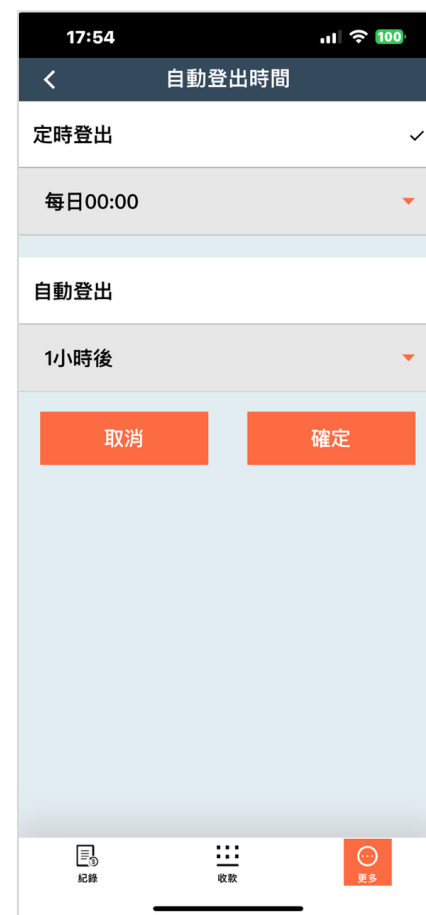 17:54
100
自動登出時間
定時登出
每日00:00
自動登出
1小時後
取消
確定
紀錄
收款
更多